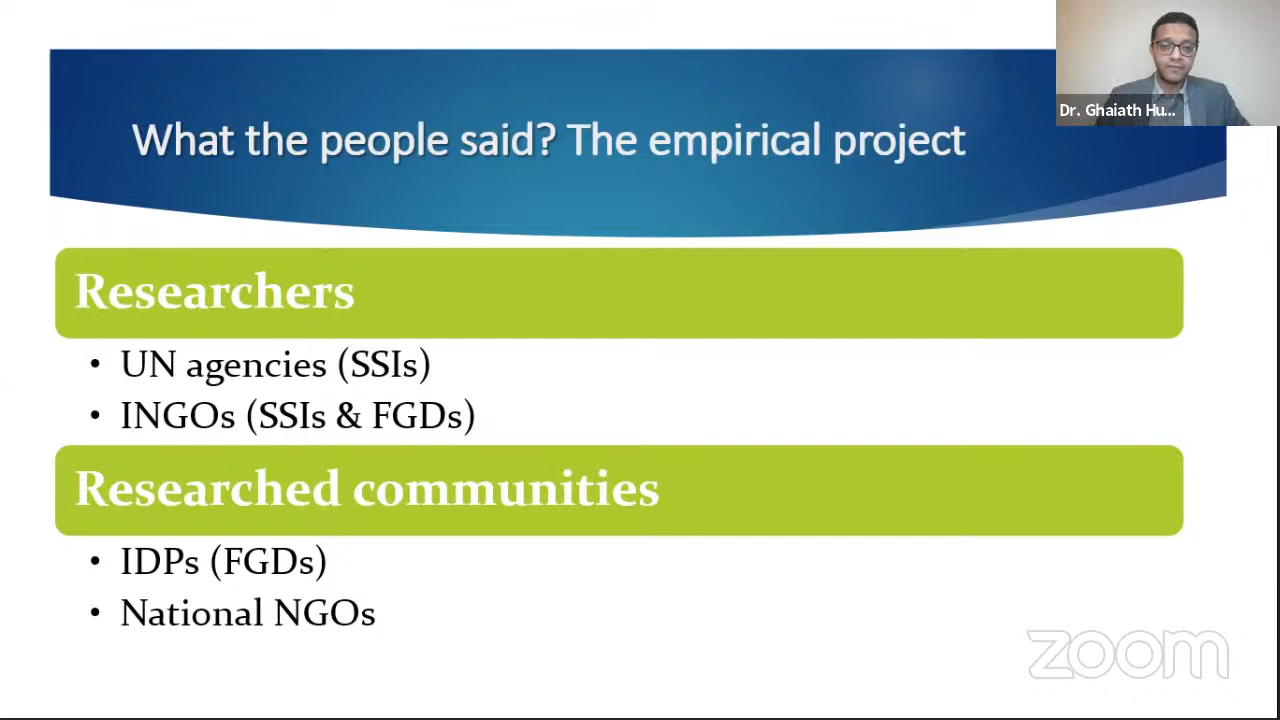 Dr. Ghaiath Hu...
What the people said? The empirical project
Researchers
• UN agencies (SSIs)
• INGOs (SSIs & FGDs)
Researched communities
• IDPs (FGDs)
• National NGOs
zoom